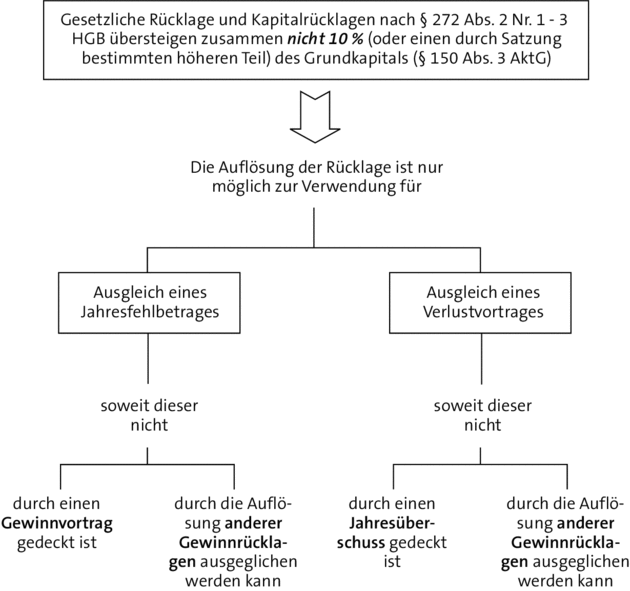 Gesetzliche Rücklage und Kapitalrücklagen nach § 272 Abs. 2 Nr. 1 - 3
HGB übersteigen zusammen nicht 10 % (oder einen durch Satzung
bestimmten höheren Teil) des Grundkapitals (§ 150 Abs. 3 AktG)
Die Auflösung der Rücklage ist nur
möglich zur Verwendung für
Ausgleich eines
Jahresfehlbetrages
Ausgleich eines
Verlustvortrages
soweit dieser
nicht
soweit dieser
nicht
durch einen
Gewinnvortrag
gedeckt ist
durch die Auflö-
sung anderer
Gewinnrückla-
gen ausgeglichen
werden kann
durch einen
Jahresüber-
schuss gedeckt
ist
durch die Auflö-
sung anderer
Gewinnrückla-
gen ausgeglichen
werden kann